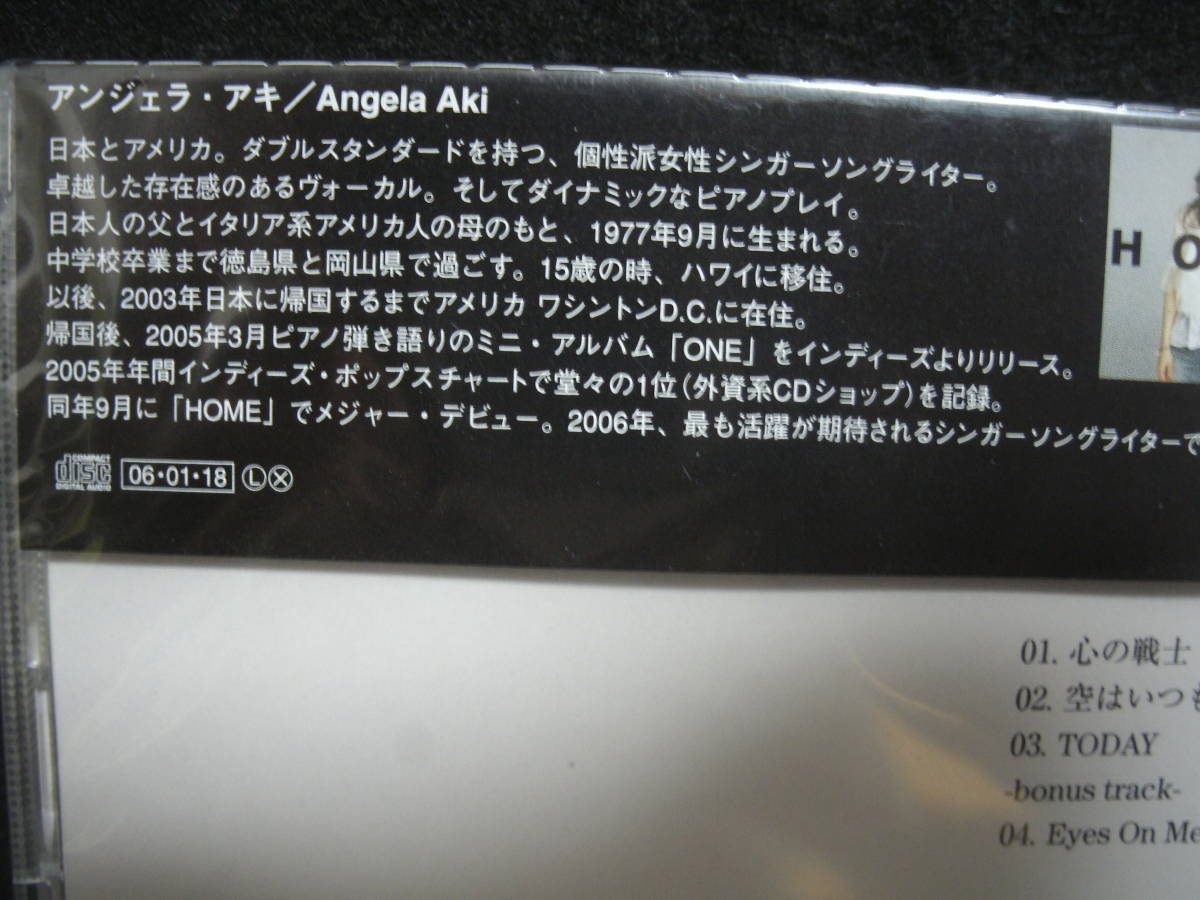 アンジェラ・アキ／Angela Aki
日本とアメリカ。ダブルスタンダードを持つ、個性派女性シンガーソングライター。
卓越した存在感のあるヴォーカル。そしてダイナミックなピアノプレイ。
日本人の父とイタリア系アメリカ人の母のもと、1977年9月に生まれる。
中学校卒業まで徳島県と岡山県で過ごす。15歳の時、ハワイに移住。
以後、2003年日本に帰国するまでアメリカ ワシントンD.C.に在住。
帰国後、2005年3月ピアノ弾き語りのミニ・アルバム「ONE」をインディーズよりリリース。
2005年年間インディーズ・ポップスチャートで堂々の1位(外資系CDショップ)を記録。
同年9月に「HOME」でメジャー・デビュー。2006年、最も活躍が期待されるシンガーソングライターで
COMPACT disc DIGITAL AUDIO 06・01・18 Ⓛ Ⓧ
H O
01. 心の戦士
02. 空はいつも
03. TODAY
-bonus track-
04. Eyes On Me